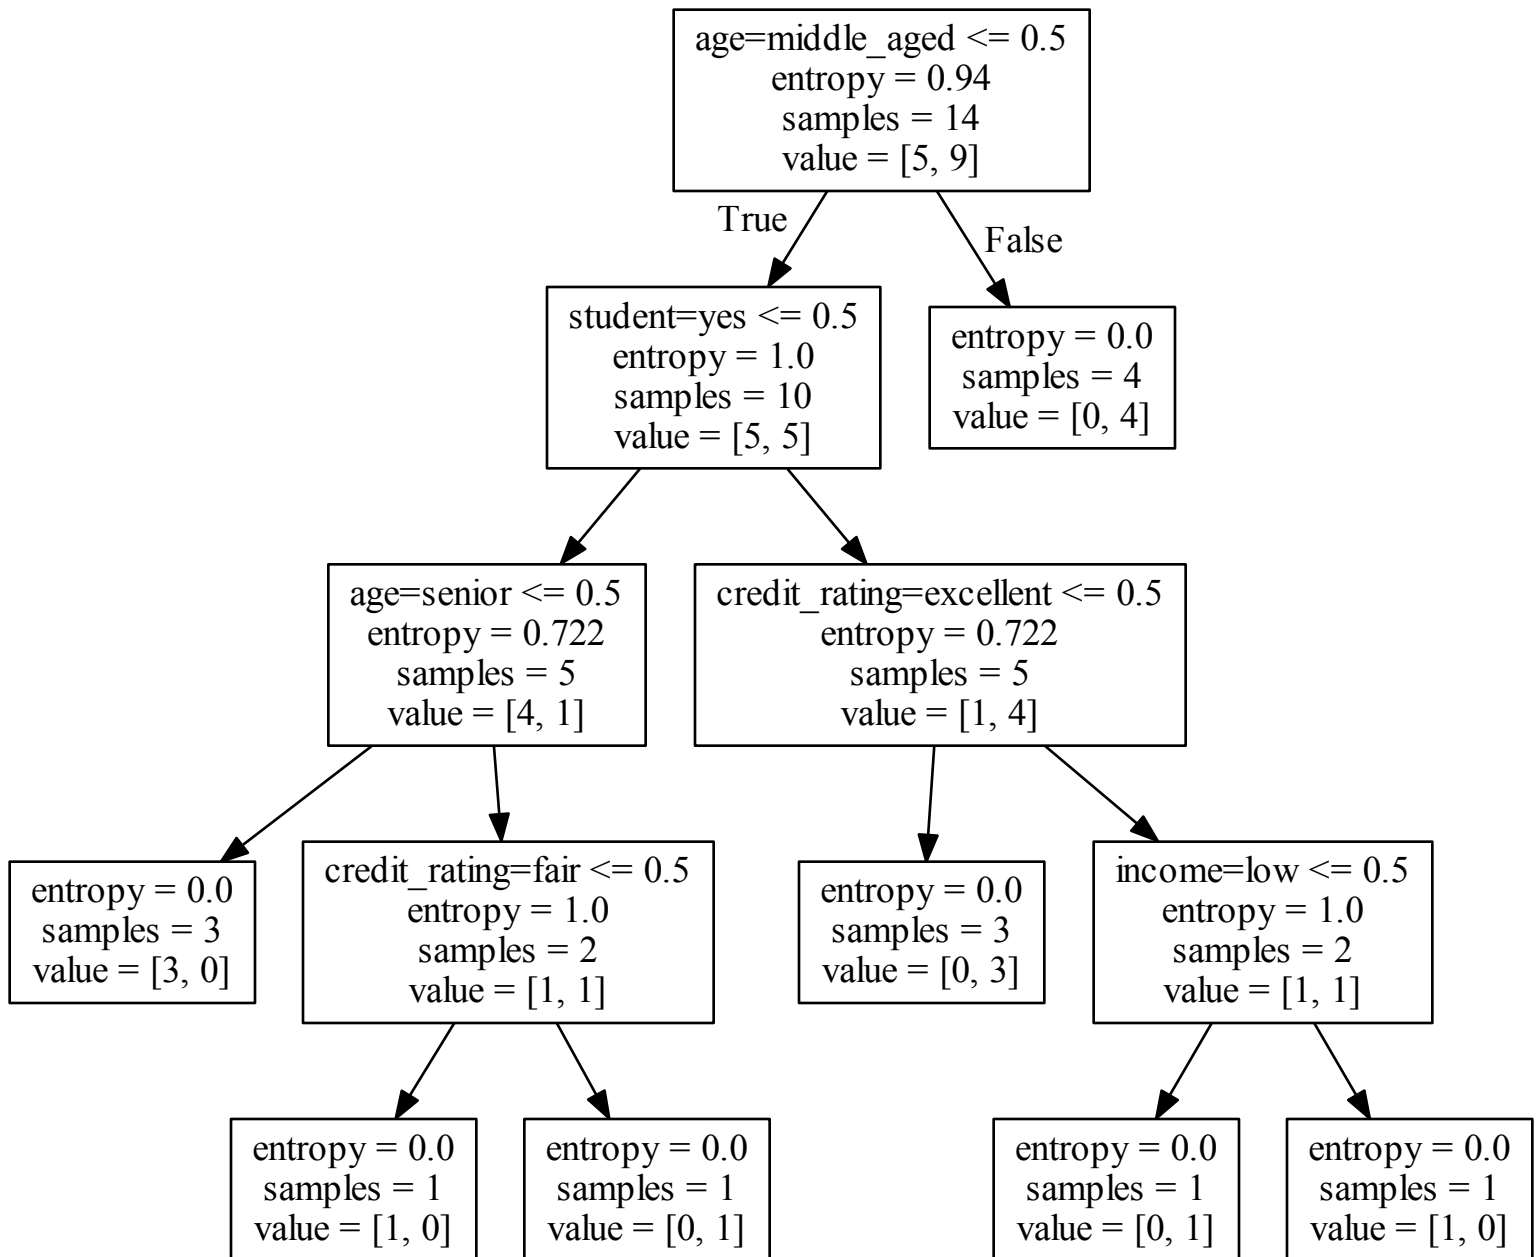 age=middle_aged <= 0.5
entropy = 0.94
samples = 14
value = [5, 9]
True
False
student=yes <= 0.5
entropy = 1.0
samples = 10
value = [5, 5]
entropy = 0.0
samples = 4
value = [0, 4]
age=senior <= 0.5
entropy = 0.722
samples = 5
value = [4, 1]
credit_rating=excellent <= 0.5
entropy = 0.722
samples = 5
value = [1, 4]
entropy = 0.0
samples = 3
value = [3, 0]
credit_rating=fair <= 0.5
entropy = 1.0
samples = 2
value = [1, 1]
entropy = 0.0
samples = 3
value = [0, 3]
income=low <= 0.5
entropy = 1.0
samples = 2
value = [1, 1]
entropy = 0.0
samples = 1
value = [1, 0]
entropy = 0.0
samples = 1
value = [0, 1]
entropy = 0.0
samples = 1
value = [0, 1]
entropy = 0.0
samples = 1
value = [1, 0]